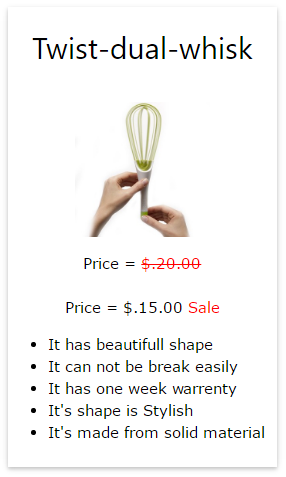 Twist-dual-whisk
Price = $.20.00
Price = $.15.00 Sale
It has beautifull shape
It can not be break easily
It has one week warrenty
It's shape is Stylish
It's made from solid material